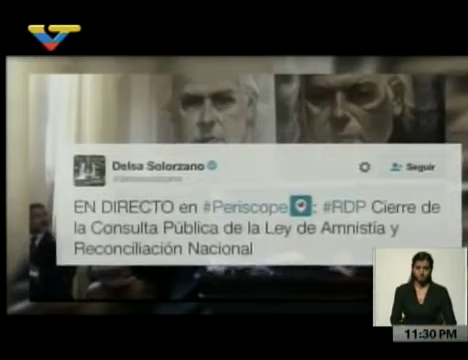 Delsa Solorzano
Seguir
EN DIRECTO en #Periscope : #RDP Cierre de
la Consulta Pública de la Ley de Amnistía y
Reconciliación Nacional
11:30 PM